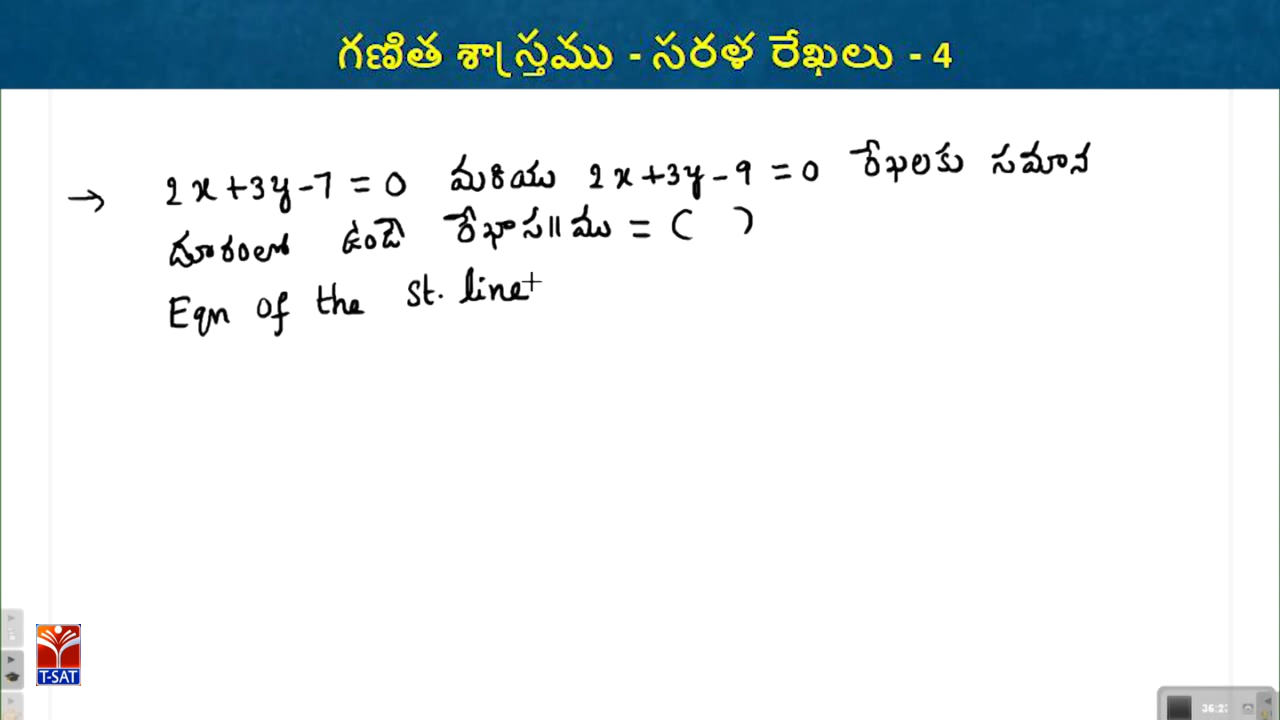 గణిత శాస్త్రము - సరళ రేఖలు - 4
→ 2x+3y-7=0 మరియు 2x+3y-9=0 రేఖలకు సమాన
దూరంలో ఉండే రేఖాస॥ము = ( )
Eqn of the st. line
T-SAT